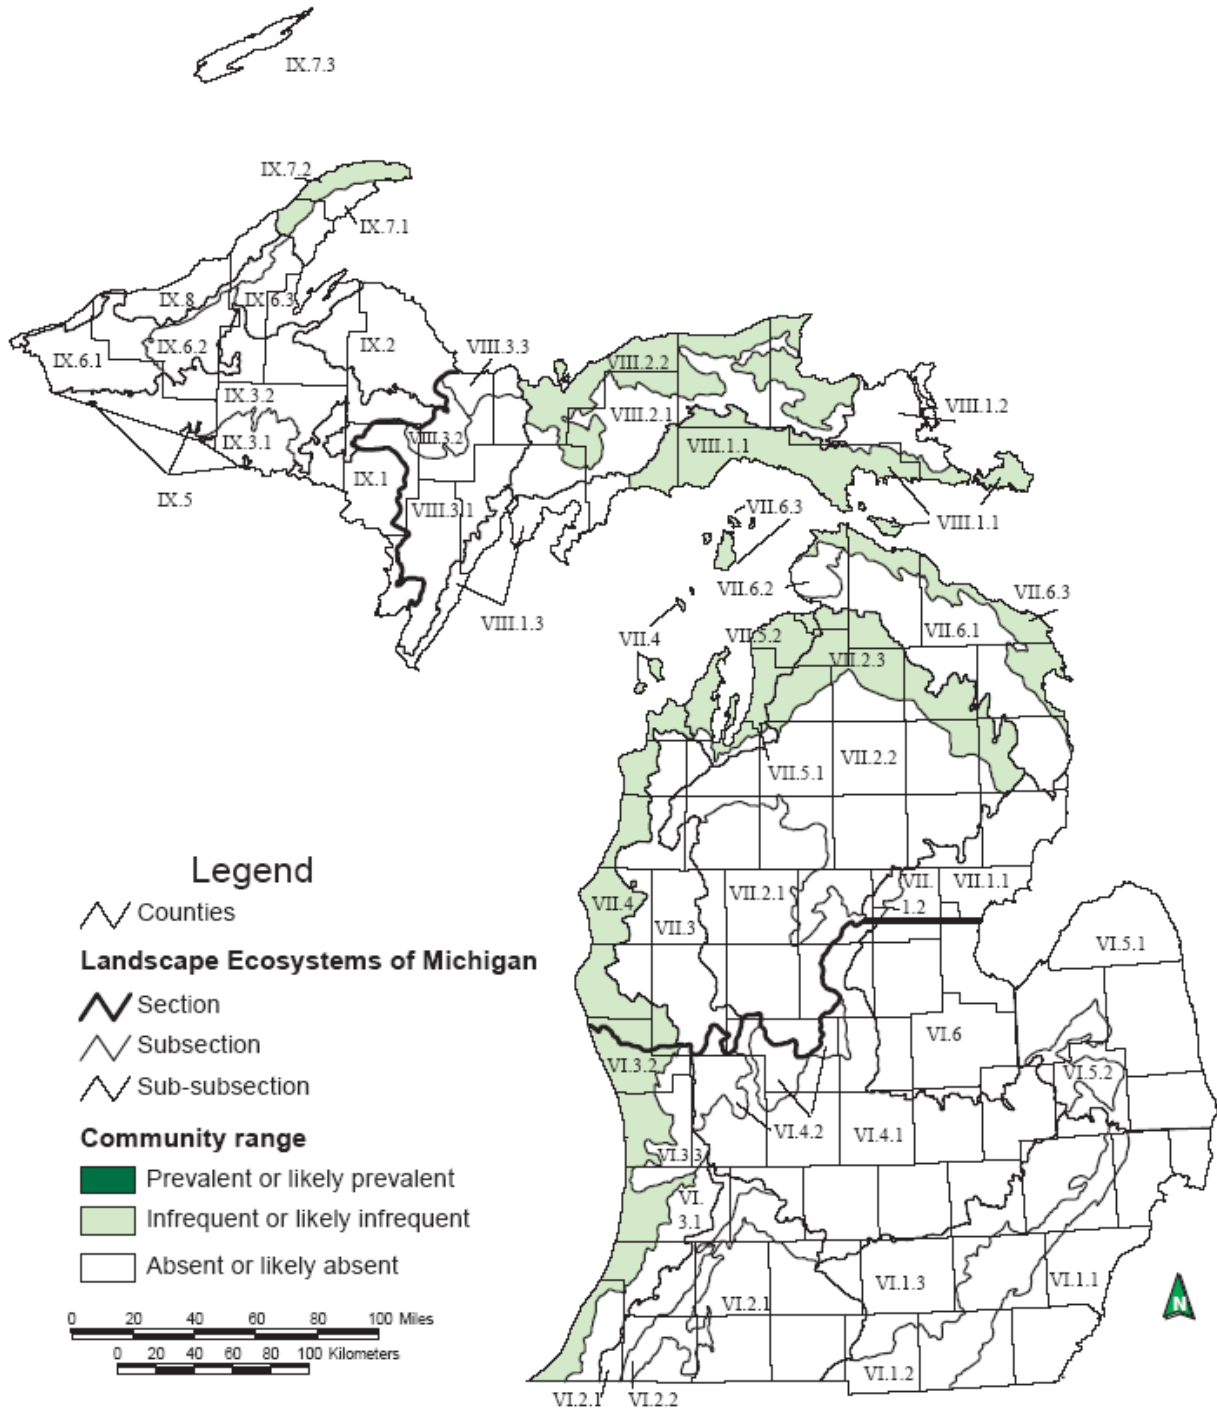 IX.7.3
IX.7.2
IX.7.1
IX.8
IX.6.3
IX.6.1
IX.6.2
IX.2
VIII.3.3
VIII.2.2
IX.3.2
VIII.2.1
VIII.1.2
IX.3.1
VIII.3.2
VIII.1.1
IX.5
IX.1
VIII.3.1
VII.6.3
VIII.1.1
VII.6.2
VII.6.3
VIII.1.3
VII.4
VII.5.2
VII.6.1
VII.2.3
VII.5.1
VII.2.2
VII.4
VII.3
VII.2.1
VII.
1.2
VII.1.1
VI.5.1
VI.6
VI.3.2
VI.5.2
VI.4.2
VI.4.1
VI.3.3
VI.
3.1
VI.2.1
VI.1.3
VI.1.1
VI.1.2
VI.2.1
VI.2.2
Legend
Counties
Landscape Ecosystems of Michigan
Section
Subsection
Sub-subsection
Community range
Prevalent or likely prevalent
Infrequent or likely infrequent
Absent or likely absent
0 20 40 60 80 100 Miles
0 20 40 60 80 100 Kilometers
N